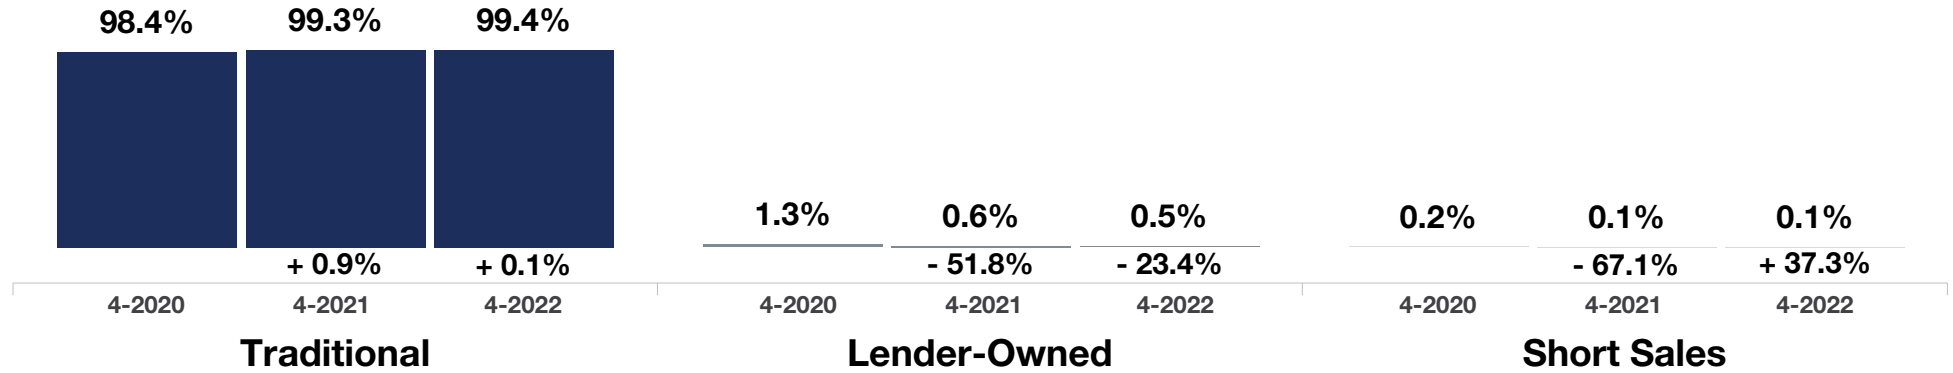 98.4% 99.3% 99.4%
1.3% 0.6% 0.5% 0.2% 0.1% 0.1%
+ 0.9% + 0.1% - 51.8% - 23.4% - 67.1% + 37.3%
4-2020 4-2021 4-2022 4-2020 4-2021 4-2022 4-2020 4-2021 4-2022
Traditional Lender-Owned Short Sales